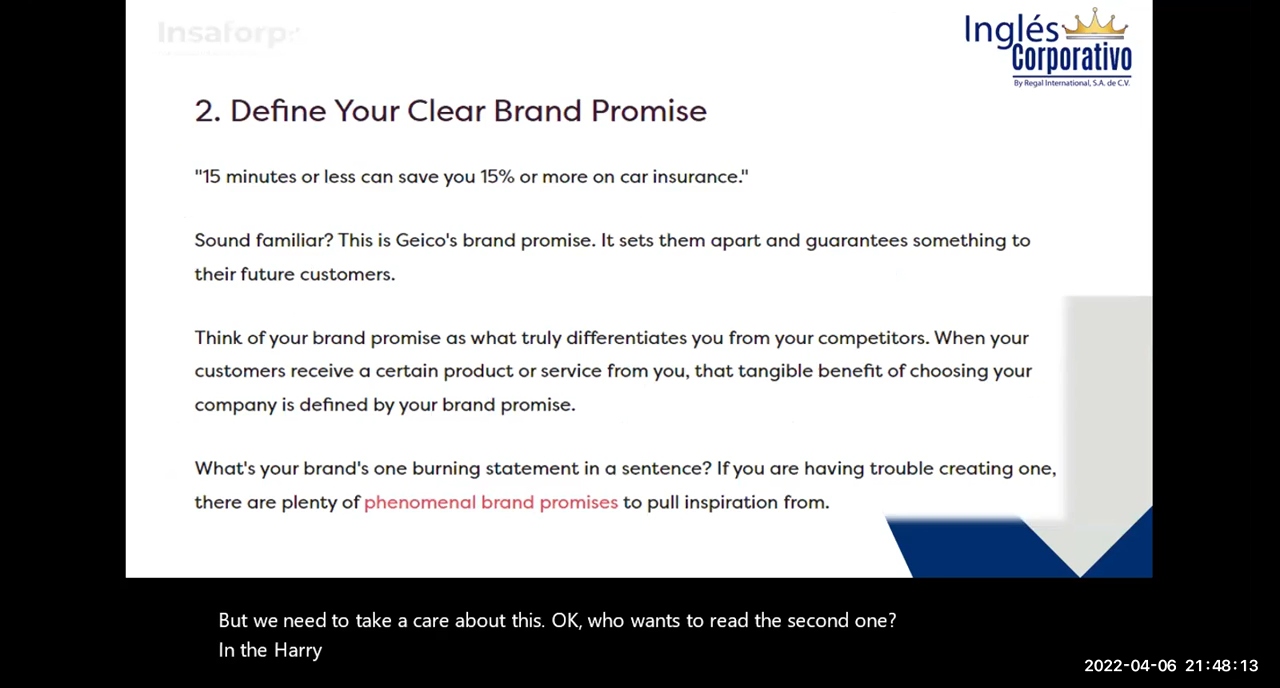 Insaforp
Inglés
Corporativo
By Regal International, S.A. de C.V.
2. Define Your Clear Brand Promise
"15 minutes or less can save you 15% or more on car insurance."
Sound familiar? This is Geico's brand promise. It sets them apart and guarantees something to
their future customers.
Think of your brand promise as what truly differentiates you from your competitors. When your
customers receive a certain product or service from you, that tangible benefit of choosing your
company is defined by your brand promise.
What's your brand's one burning statement in a sentence? If you are having trouble creating one,
there are plenty of phenomenal brand promises to pull inspiration from.
But we need to take a care about this. OK, who wants to read the second one?
In the Harry
2022-04-06 21:48:13